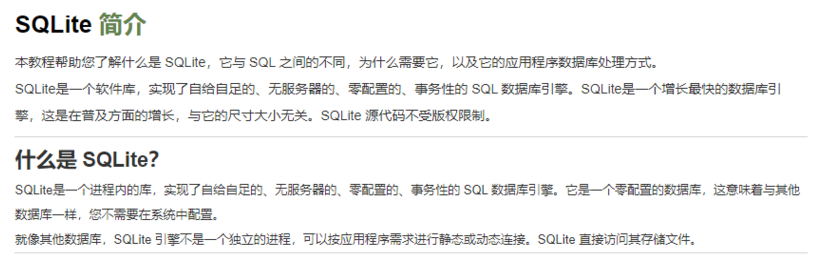 SQLite 简介
本教程帮助您了解什么是 SQLite，它与 SQL 之间的不同，为什么需要它，以及它的应用程序数据库处理方式。
SQLite是一个软件库，实现了自给自足的、无服务器的、零配置的、事务性的 SQL 数据库引擎。SQLite是一个增长最快的数据库引
擎，这是在普及方面的增长，与它的尺寸大小无关。SQLite 源代码不受版权限制。
什么是 SQLite？
SQLite是一个进程内的库，实现了自给自足的、无服务器的、零配置的、事务性的 SQL 数据库引擎。它是一个零配置的数据库，这意味着与其他
数据库一样，您不需要在系统中配置。
就像其他数据库，SQLite 引擎不是一个独立的进程，可以按应用程序需求进行静态或动态连接。SQLite 直接访问其存储文件。